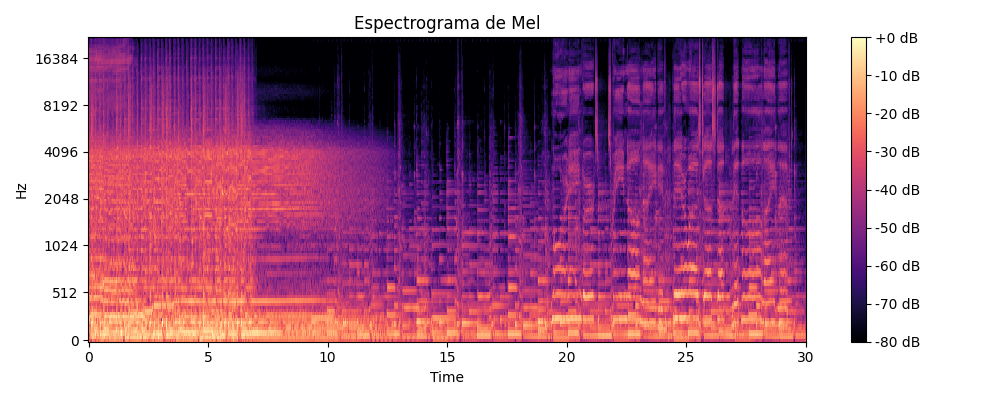 Espectrograma de Mel
Hz
16384
8192
4096
2048
1024
512
0
0 5 10 15 20 25 30
Time
+0 dB
-10 dB
-20 dB
-30 dB
-40 dB
-50 dB
-60 dB
-70 dB
-80 dB